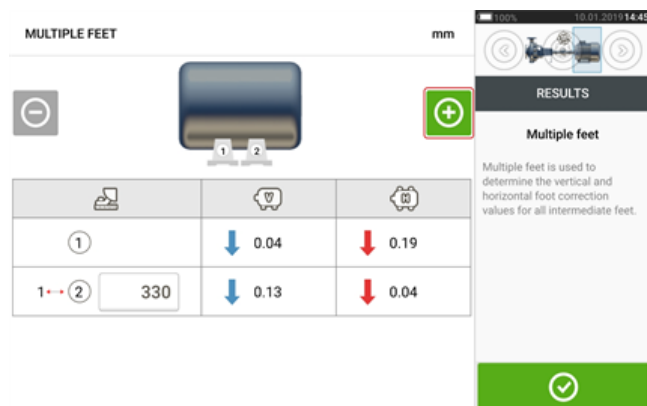 MULTIPLE FEET
mm
1
2
V
H
1
0.04
0.19
1
2
330
0.13
0.04
100%
10.01.2019 14:45
RESULTS
Multiple feet
Multiple feet is used to
determine the vertical and
horizontal foot correction
values for all intermediate feet.